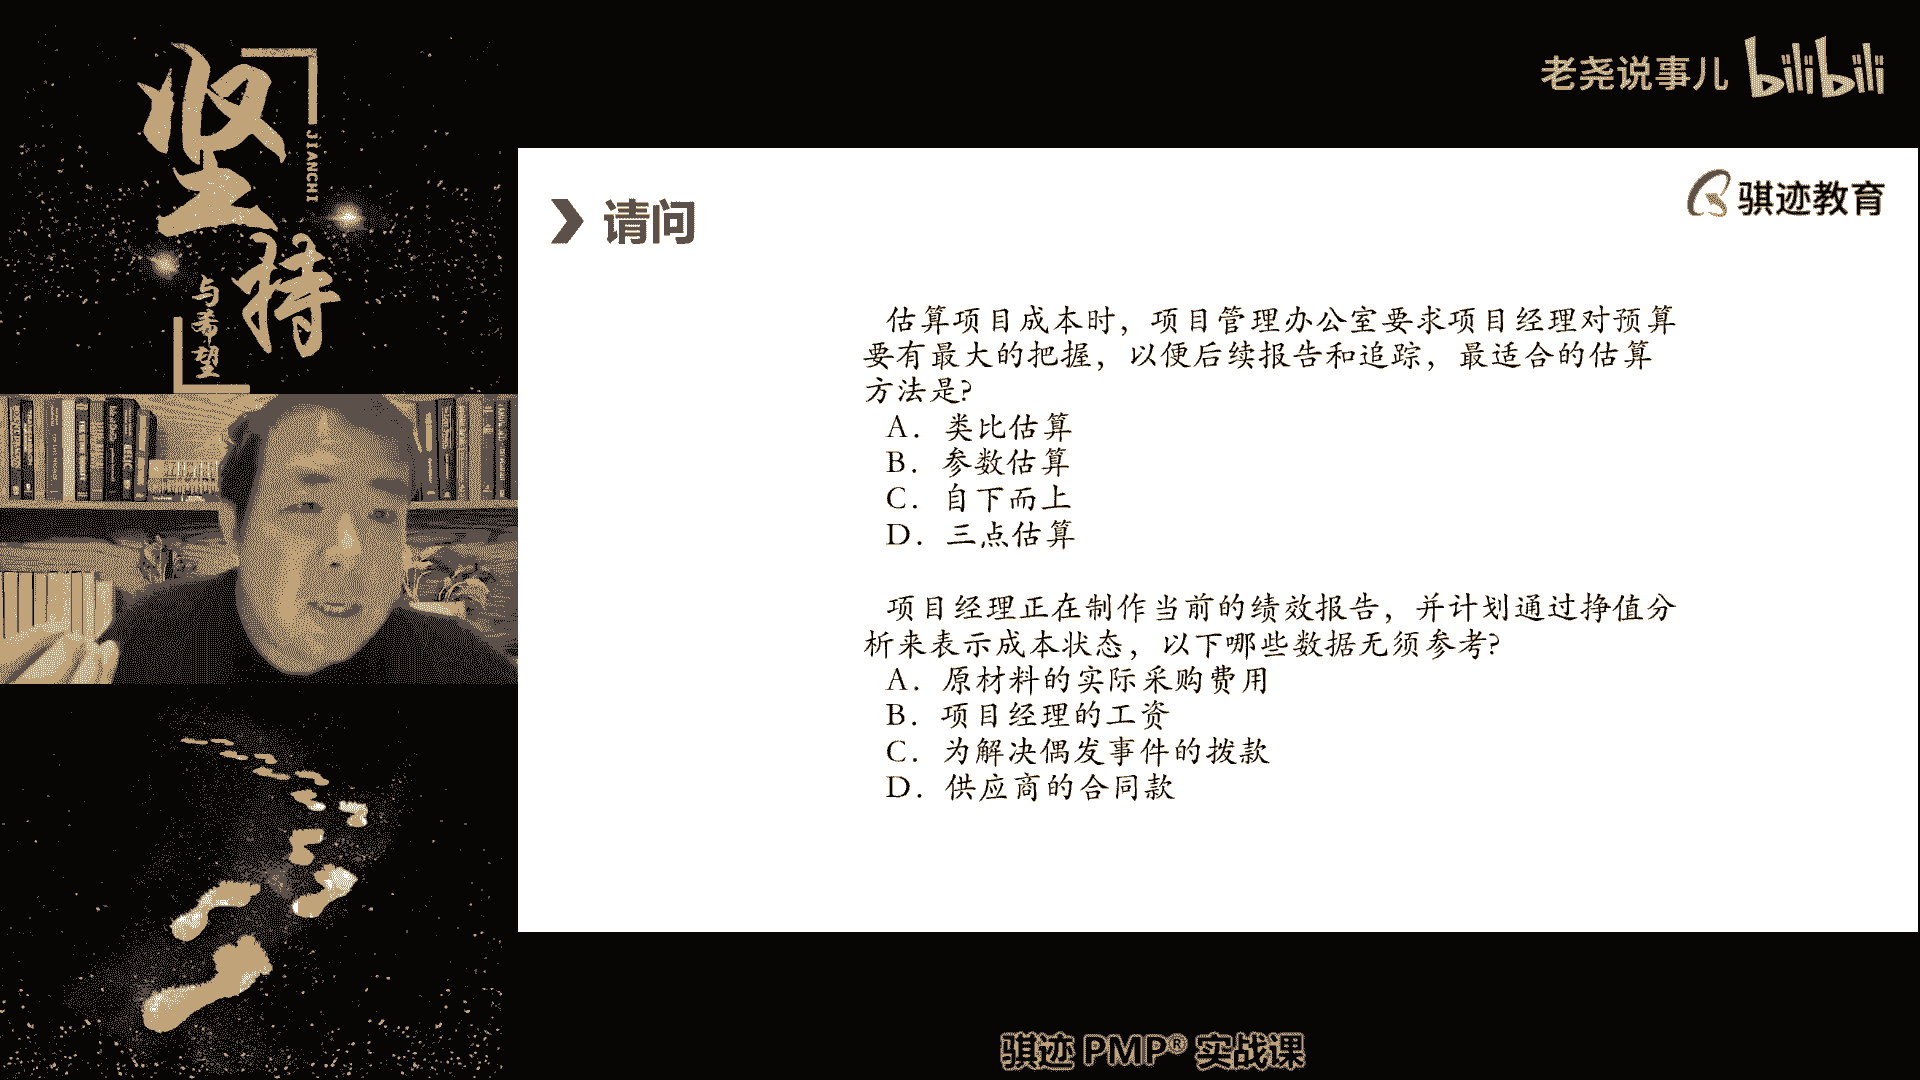 坚持
JIANCHI
与希望
老尧说事儿 bilibili
骐迹教育
请问
估算项目成本时，项目管理办公室要求项目经理对预算
要有最大的把握，以便后续报告和追踪，最适合的估算
方法是?
A. 类比估算
B. 参数估算
C. 自下而上
D. 三点估算
项目经理正在制作当前的绩效报告，并计划通过挣值分
析来表示成本状态，以下哪些数据无须参考?
A. 原材料的实际采购费用
B. 项目经理的工资
C. 为解决偶发事件的拨款
D. 供应商的合同款
骐迹 PMP® 实战课